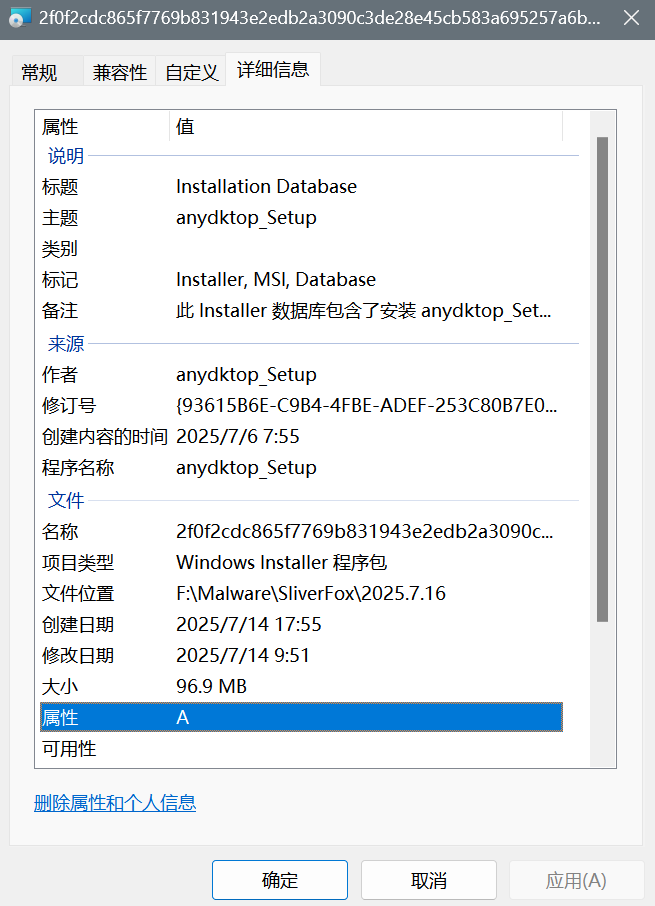 2f0f2cdc865f7769b831943e2edb2a3090c3de28e45cb583a695257a6b...
常规 兼容性 自定义 详细信息
属性 值
说明
标题 Installation Database
主题 anydktop_Setup
类别
标记 Installer, MSI, Database
备注 此 Installer 数据库包含了安装 anydktop_Set...
来源
作者 anydktop_Setup
修订号 {93615B6E-C9B4-4FBE-ADEF-253C80B7E0...
创建内容的时间 2025/7/6 7:55
程序名称 anydktop_Setup
文件
名称 2f0f2cdc865f7769b831943e2edb2a3090c...
项目类型 Windows Installer 程序包
文件位置 F:\Malware\SliverFox\2025.7.16
创建日期 2025/7/14 17:55
修改日期 2025/7/14 9:51
大小 96.9 MB
属性 A
可用性
删除属性和个人信息
确定 取消 应用(A)